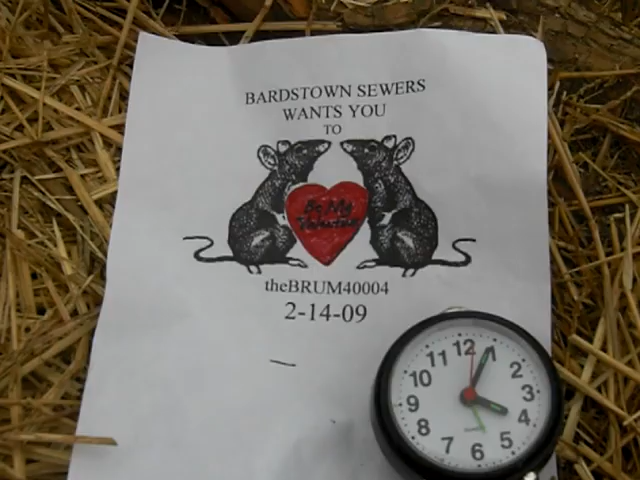 BARDSTOWN SEWERS
WANTS YOU
TO
Be My
Valentine
theBRUM40004
2-14-09
12
1
2
3
4
5
6
7
8
9
10
11